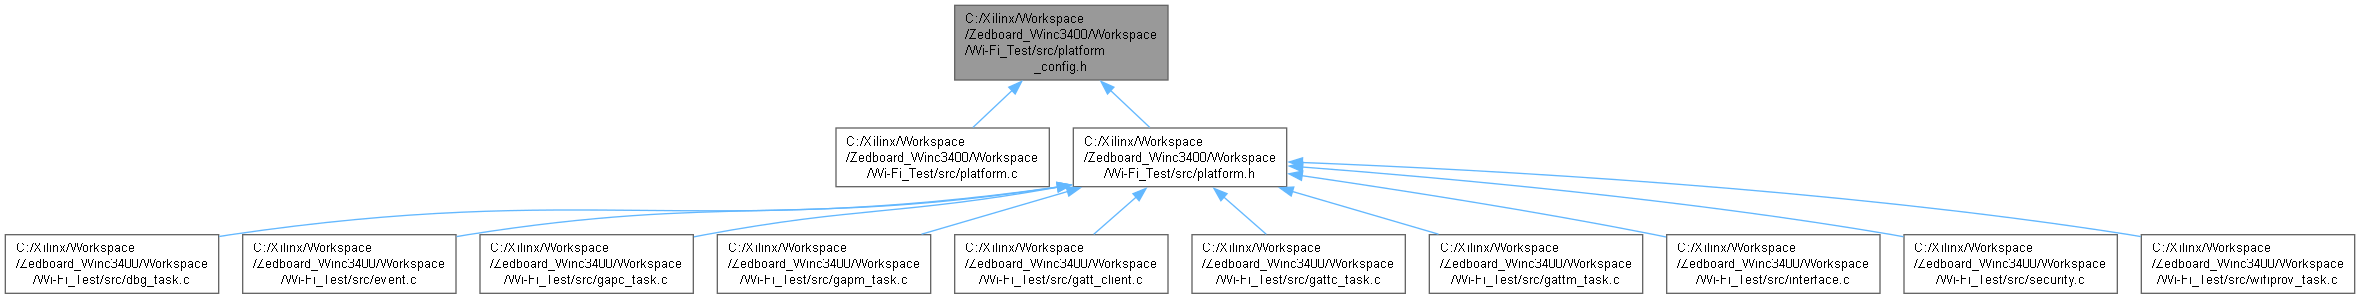 C:/Xilinx/Workspace
/Zedboard_Winc3400/Workspace
/Wi-Fi_Test/src/platform
_config.h
C:/Xilinx/Workspace
/Zedboard_Winc3400/Workspace
/Wi-Fi_Test/src/platform.c
C:/Xilinx/Workspace
/Zedboard_Winc3400/Workspace
/Wi-Fi_Test/src/platform.h
C:/Xilinx/Workspace
/Zedboard_Winc3400/Workspace
/Wi-Fi_Test/src/dbg_task.c
C:/Xilinx/Workspace
/Zedboard_Winc3400/Workspace
/Wi-Fi_Test/src/event.c
C:/Xilinx/Workspace
/Zedboard_Winc3400/Workspace
/Wi-Fi_Test/src/gapc_task.c
C:/Xilinx/Workspace
/Zedboard_Winc3400/Workspace
/Wi-Fi_Test/src/gapm_task.c
C:/Xilinx/Workspace
/Zedboard_Winc3400/Workspace
/Wi-Fi_Test/src/gatt_client.c
C:/Xilinx/Workspace
/Zedboard_Winc3400/Workspace
/Wi-Fi_Test/src/gattc_task.c
C:/Xilinx/Workspace
/Zedboard_Winc3400/Workspace
/Wi-Fi_Test/src/gattm_task.c
C:/Xilinx/Workspace
/Zedboard_Winc3400/Workspace
/Wi-Fi_Test/src/interface.c
C:/Xilinx/Workspace
/Zedboard_Winc3400/Workspace
/Wi-Fi_Test/src/security.c
C:/Xilinx/Workspace
/Zedboard_Winc3400/Workspace
/Wi-Fi_Test/src/wifiprov_task.c